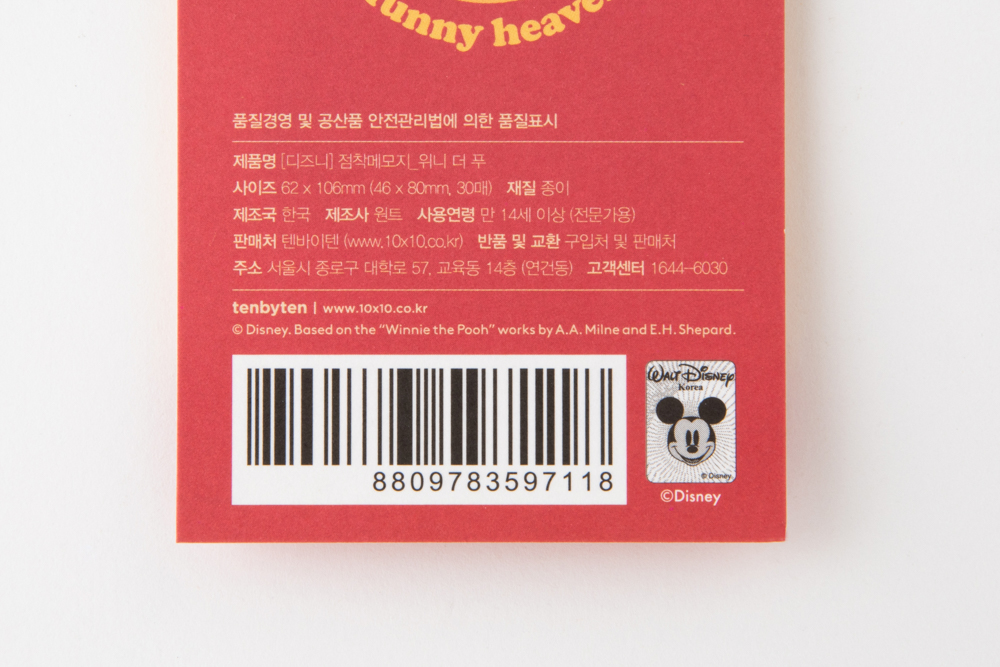 funny heaven
품질경영 및 공산품 안전관리법에 의한 품질표시
제품명 [디즈니] 점착메모지_위니 더 푸
사이즈 62 x 106mm (46 x 80mm, 30매) 재질 종이
제조국 한국 제조사 원트 사용연령 만 14세 이상 (전문가용)
판매처 텐바이텐 (www.10x10.co.kr) 반품 및 교환 구입처 및 판매처
주소 서울시 종로구 대학로 57, 교육동 14층 (연건동) 고객센터 1644-6030
tenbyten | www.10x10.co.kr
© Disney. Based on the “Winnie the Pooh” works by A.A. Milne and E.H. Shepard.
8809783597118
WALT DISNEY
Korea
© Disney
©Disney